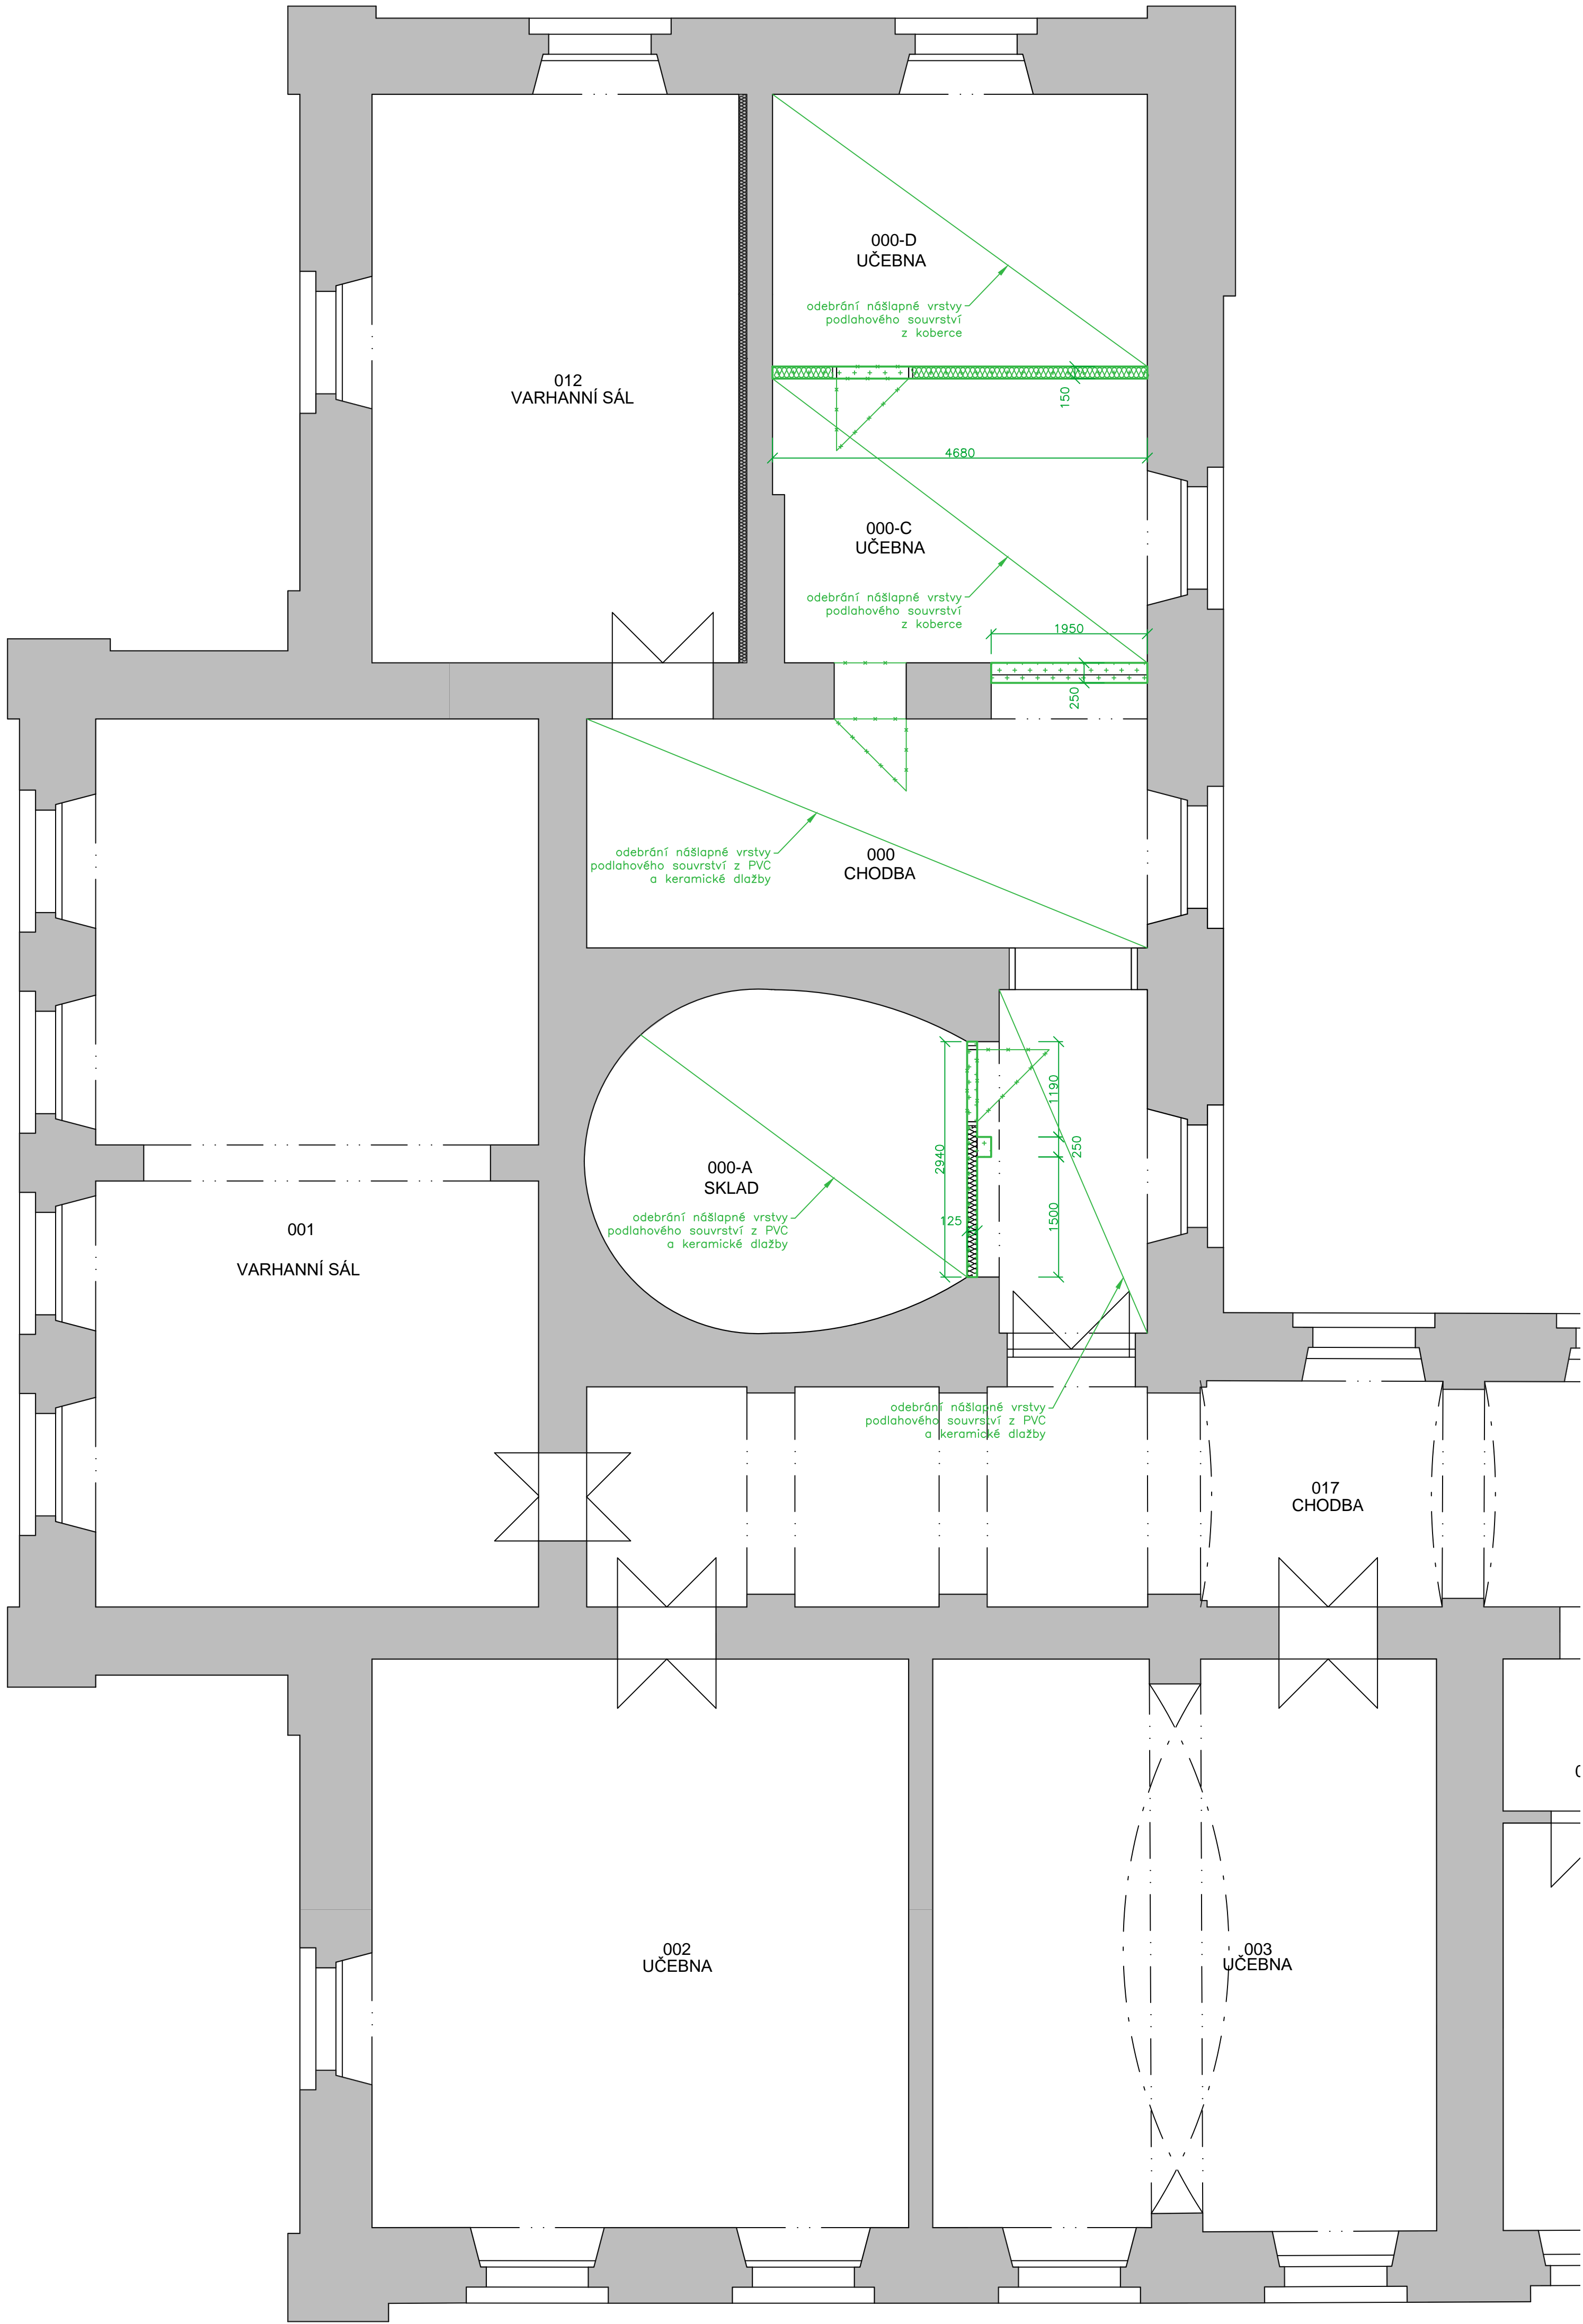 000-D
UČEBNA
odebrání nášlapné vrstvy
podlahového souvrství
z koberce
012
VARHANNÍ SÁL
150
4680
000-C
UČEBNA
odebrání nášlapné vrstvy
podlahového souvrství
z koberce
1950
250
odebrání nášlapné vrstvy
podlahového souvrství z PVC
a keramické dlažby
000
CHODBA
1190
250
2940
000-A
SKLAD
1500
125
odebrání nášlapné vrstvy
podlahového souvrství z PVC
a keramické dlažby
001
VARHANNÍ SÁL
odebrání nášlapné vrstvy
podlahového souvrství z PVC
a keramické dlažby
017
CHODBA
002
UČEBNA
003
UČEBNA